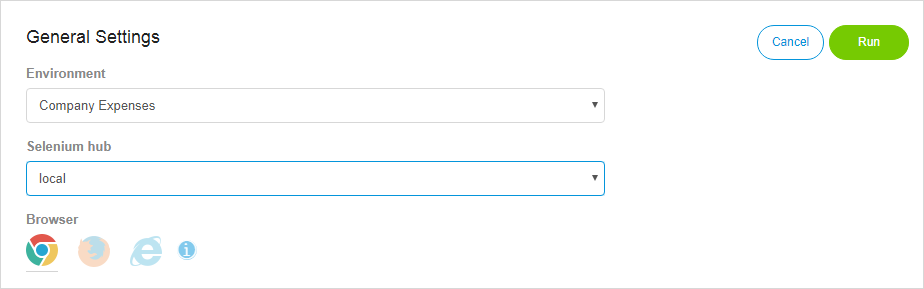 General Settings
Cancel
Run
Environment
Company Expenses
Selenium hub
local
Browser